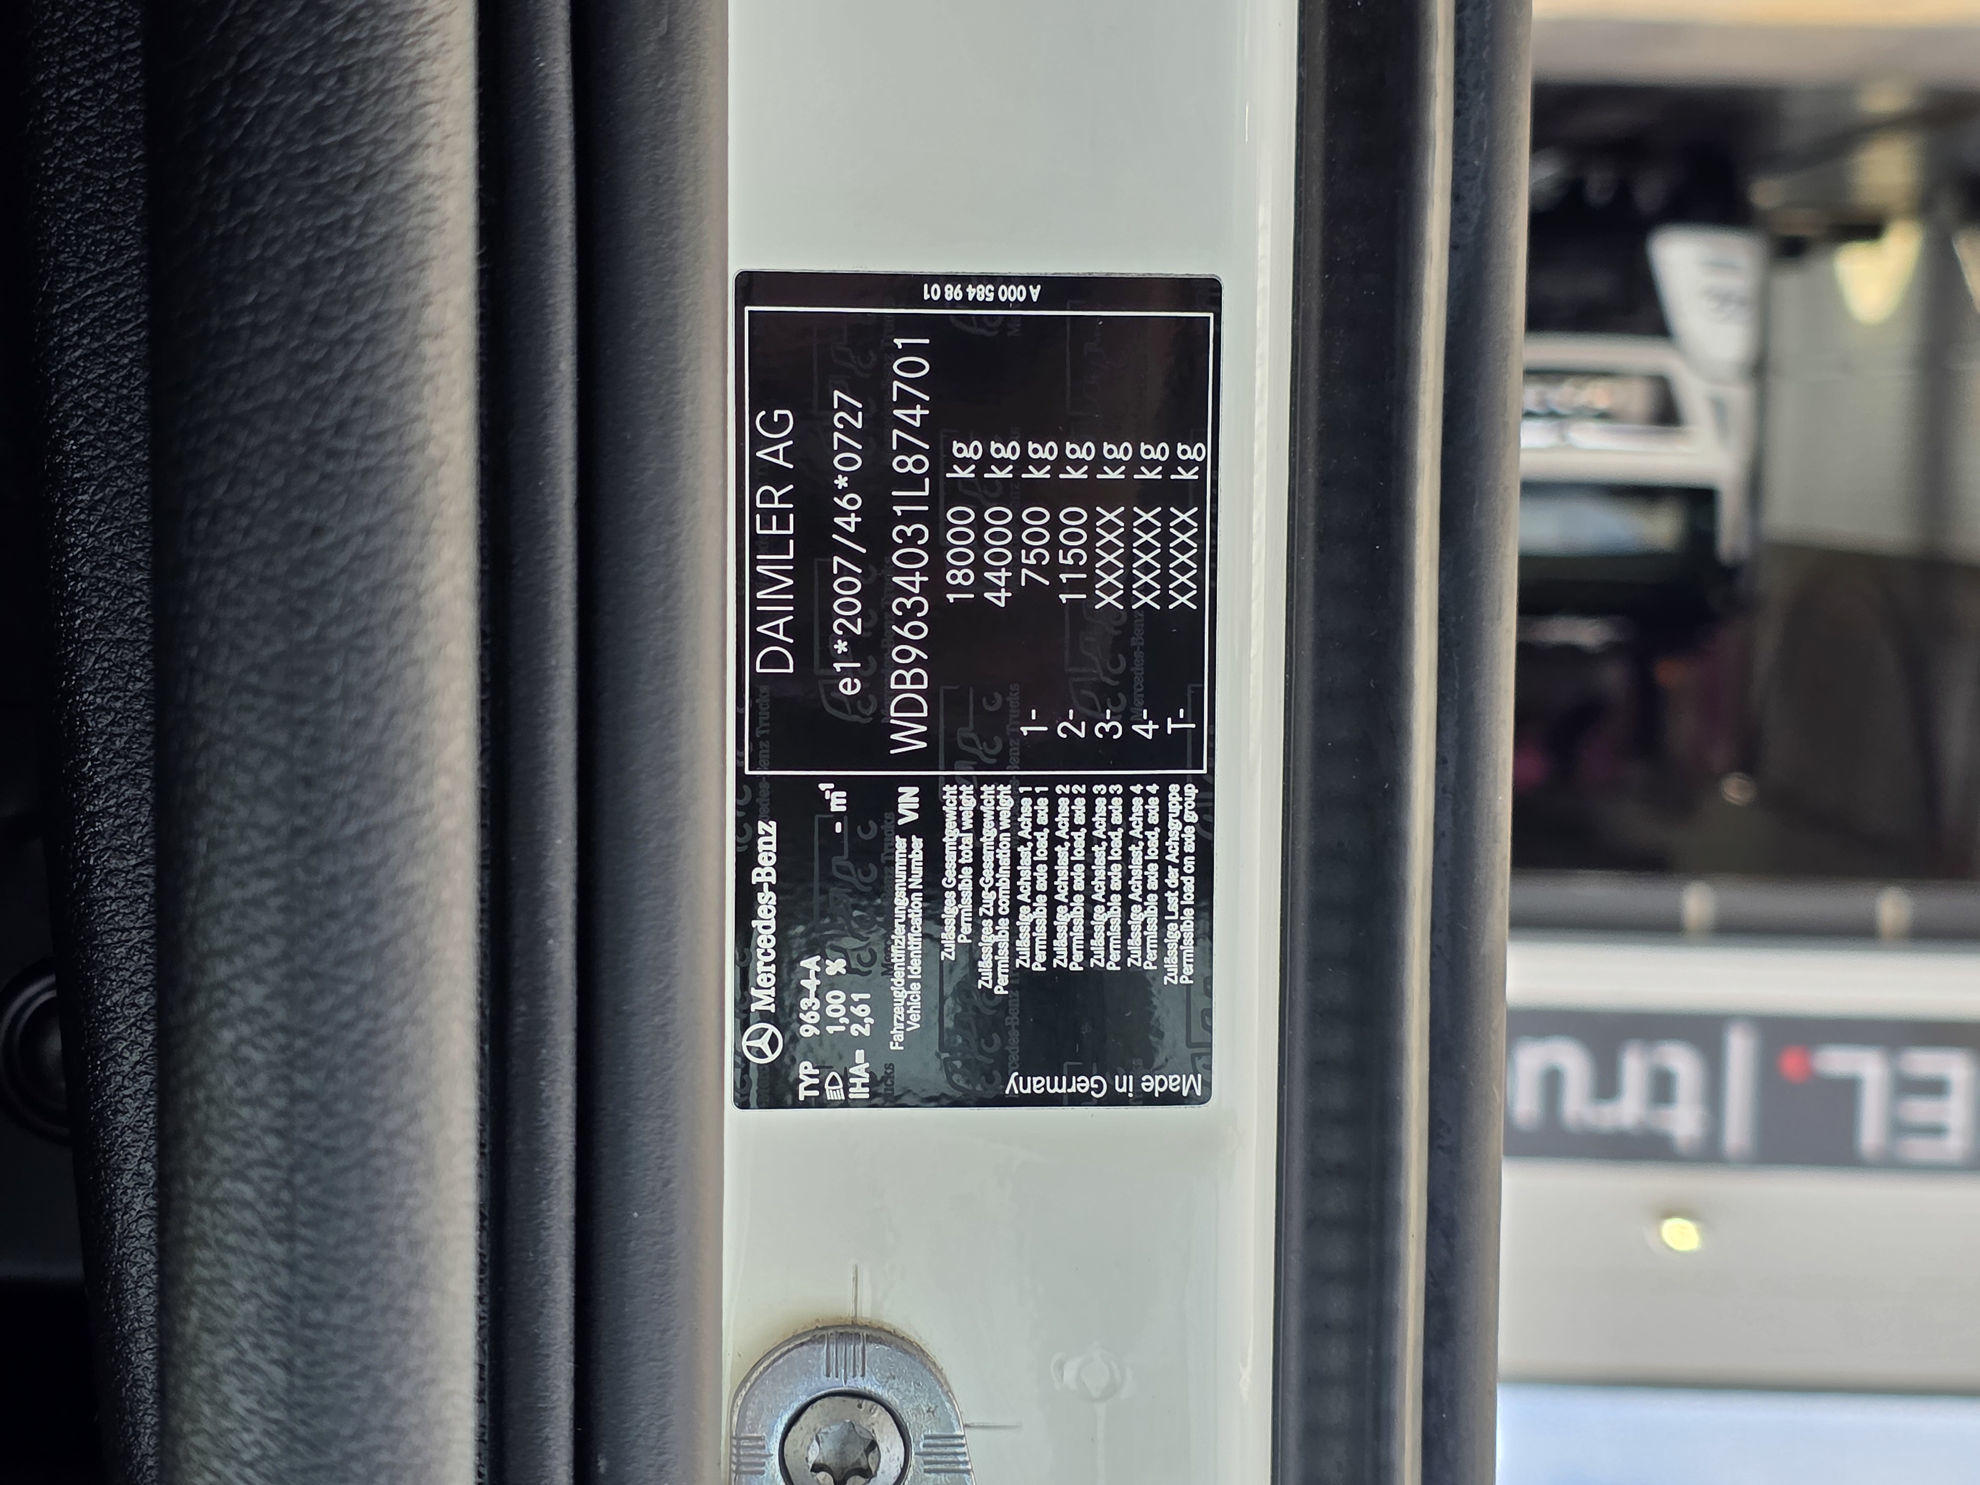 Mercedes-Benz
DAIMLER AG
TYP 963-4-A
1,00 %
IHA= 2,61 - m-1
e1*2007/46*0727
Fahrzeugidentifizierungsnummer
Vehicle Identification Number
VIN
WDB9634031L874701
Zulässiges Gesamtgewicht
Permissible total weight
18000 kg
Zulässiges Zug-Gesamtgewicht
Permissible combination weight
44000 kg
Zulässige Achslast, Achse 1
Permissible axle load, axle 1
1- 7500 kg
Zulässige Achslast, Achse 2
Permissible axle load, axle 2
2- 11500 kg
Zulässige Achslast, Achse 3
Permissible axle load, axle 3
3- XXXXX kg
Zulässige Achslast, Achse 4
Permissible axle load, axle 4
4- XXXXX kg
Zulässige Last der Achsgruppe
Permissible load on axle group
T- XXXXX kg
Made in Germany
A 000 584 98 01